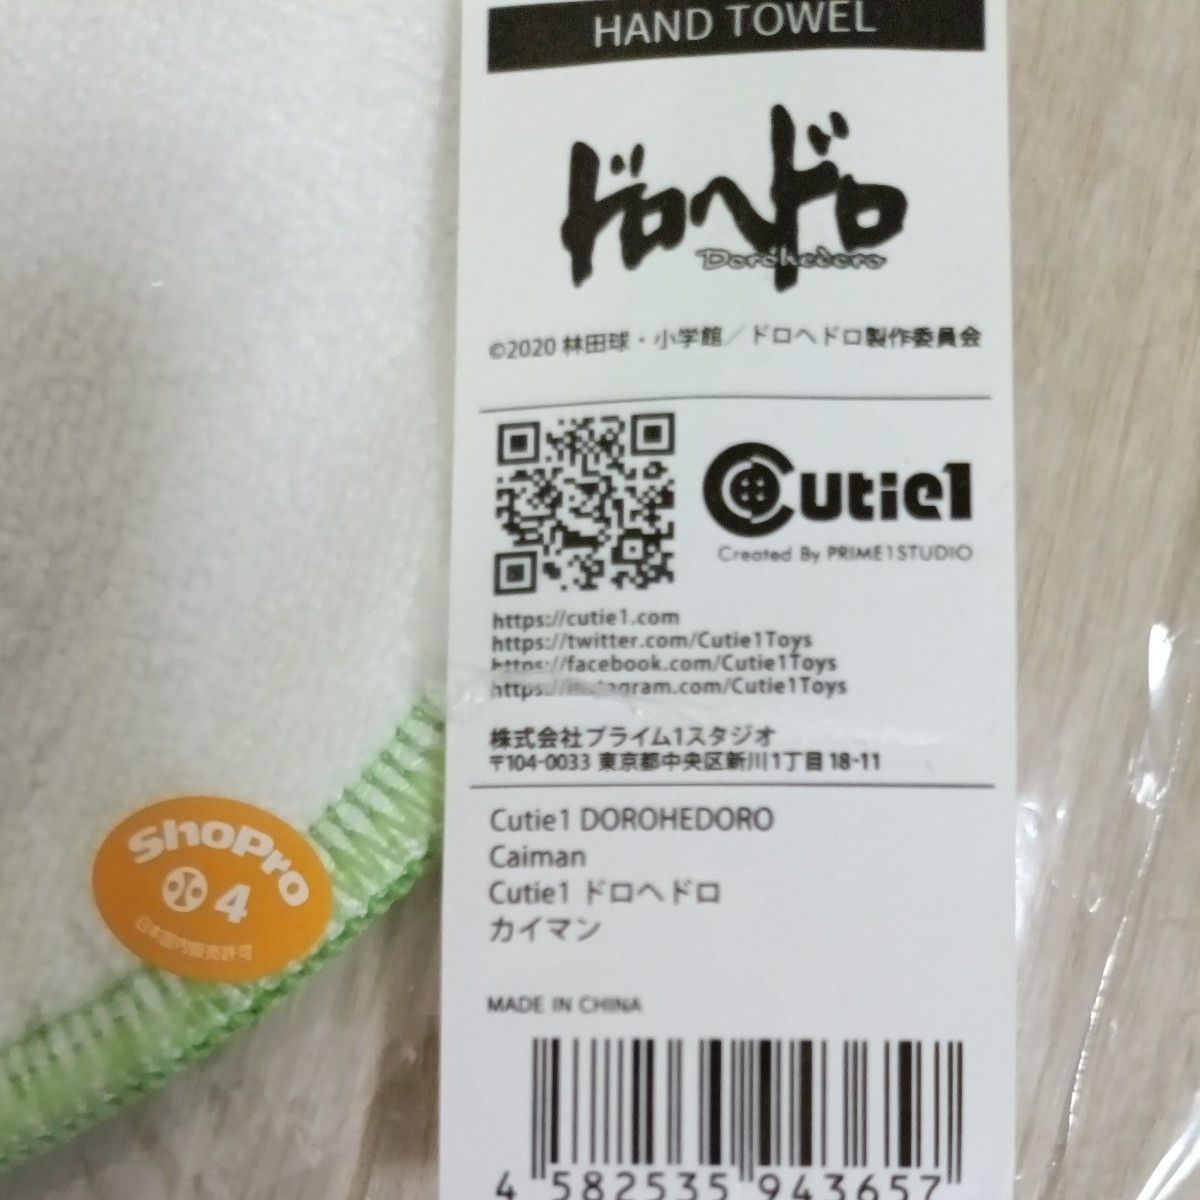 HAND TOWEL
ドロヘドロ
Dorohedoro
©2020 林田球・小学館／ドロヘドロ製作委員会
Cutie1
Created By PRIME1STUDIO
https://cutie1.com
https://twitter.com/Cutie1Toys
https://facebook.com/Cutie1Toys
https://instagram.com/Cutie1Toys
株式会社プライム1スタジオ
〒104-0033 東京都中央区新川1丁目18-11
Cutie1 DOROHEDORO
Caiman
Cutie1 ドロヘドロ
カイマン
MADE IN CHINA
4 582535 943657
ShoPro
4
日本国内販売許可